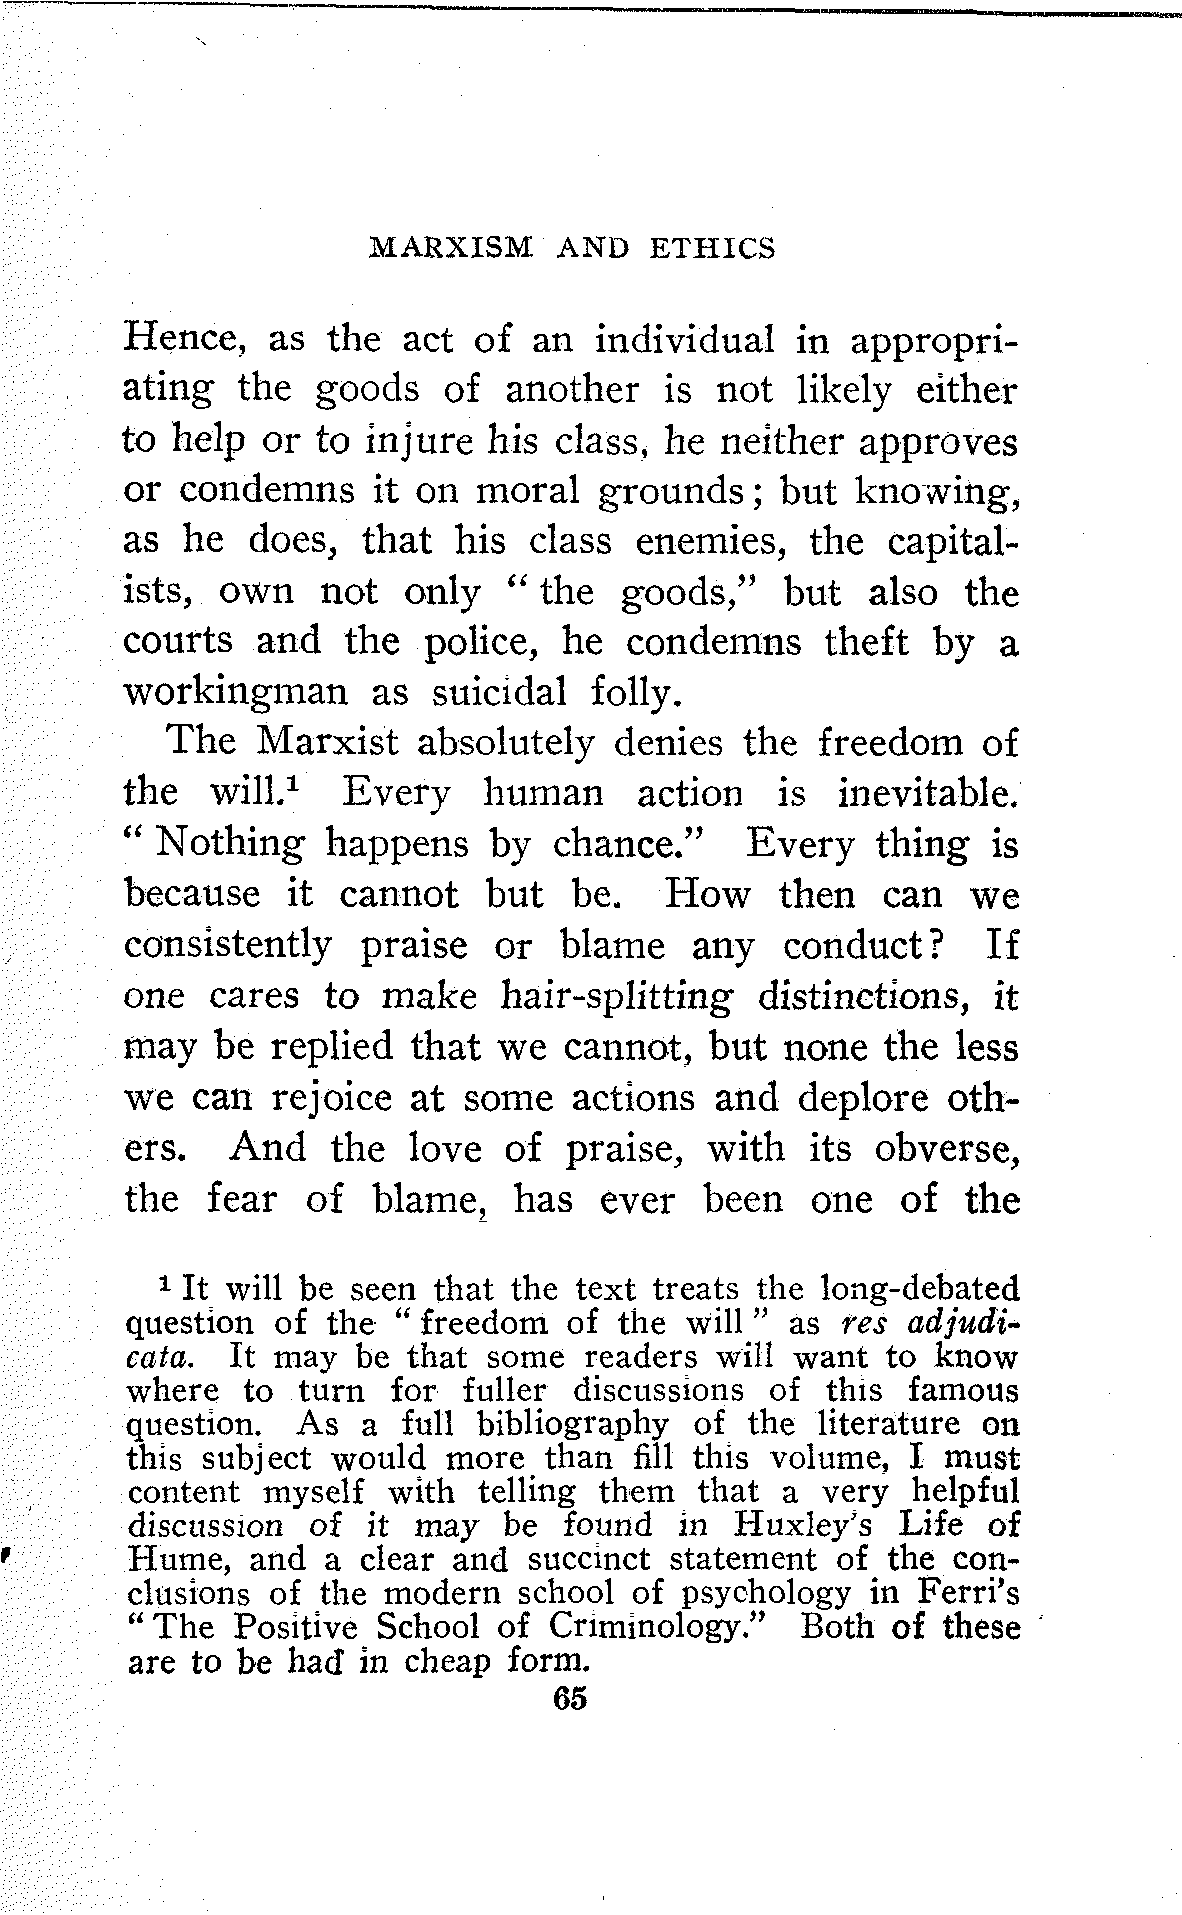 MARXISM AND ETHICS
Hence, as the act of an individual in appropri-
ating the goods of another is not likely either
to help or to injure his class, he neither approves
or condemns it on moral grounds; but knowing,
as he does, that his class enemies, the capital-
ists, own not only “ the goods,” but also the
courts and the police, he condemns theft by a
workingman as suicidal folly.
The Marxist absolutely denies the freedom of
the will.¹ Every human action is inevitable.
“ Nothing happens by chance.” Every thing is
because it cannot but be. How then can we
consistently praise or blame any conduct? If
one cares to make hair-splitting distinctions, it
may be replied that we cannot, but none the less
we can rejoice at some actions and deplore oth-
ers. And the love of praise, with its obverse,
the fear of blame, has ever been one of the
¹ It will be seen that the text treats the long-debated
question of the “ freedom of the will ” as res adjudi-
cata. It may be that some readers will want to know
where to turn for fuller discussions of this famous
question. As a full bibliography of the literature on
this subject would more than fill this volume, I must
content myself with telling them that a very helpful
discussion of it may be found in Huxley’s Life of
Hume, and a clear and succinct statement of the con-
clusions of the modern school of psychology in Ferri’s
“ The Positive School of Criminology.” Both of these
are to be had in cheap form.
65